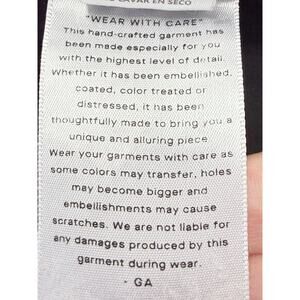 LAVAR EN SECO
"WEAR WITH CARE"
This hand-crafted garment has
been made especially for you
with the highest level of detail.
Whether it has been embellished,
coated, color treated or
distressed, it has been
thoughtfully made to bring you a
unique and alluring piece
Wear your garments with care as
some colors may transfer, holes
may become bigger and
embellishments may cause
scratches. We are not liable for
any damages produced by this
garment during wear.
- GA